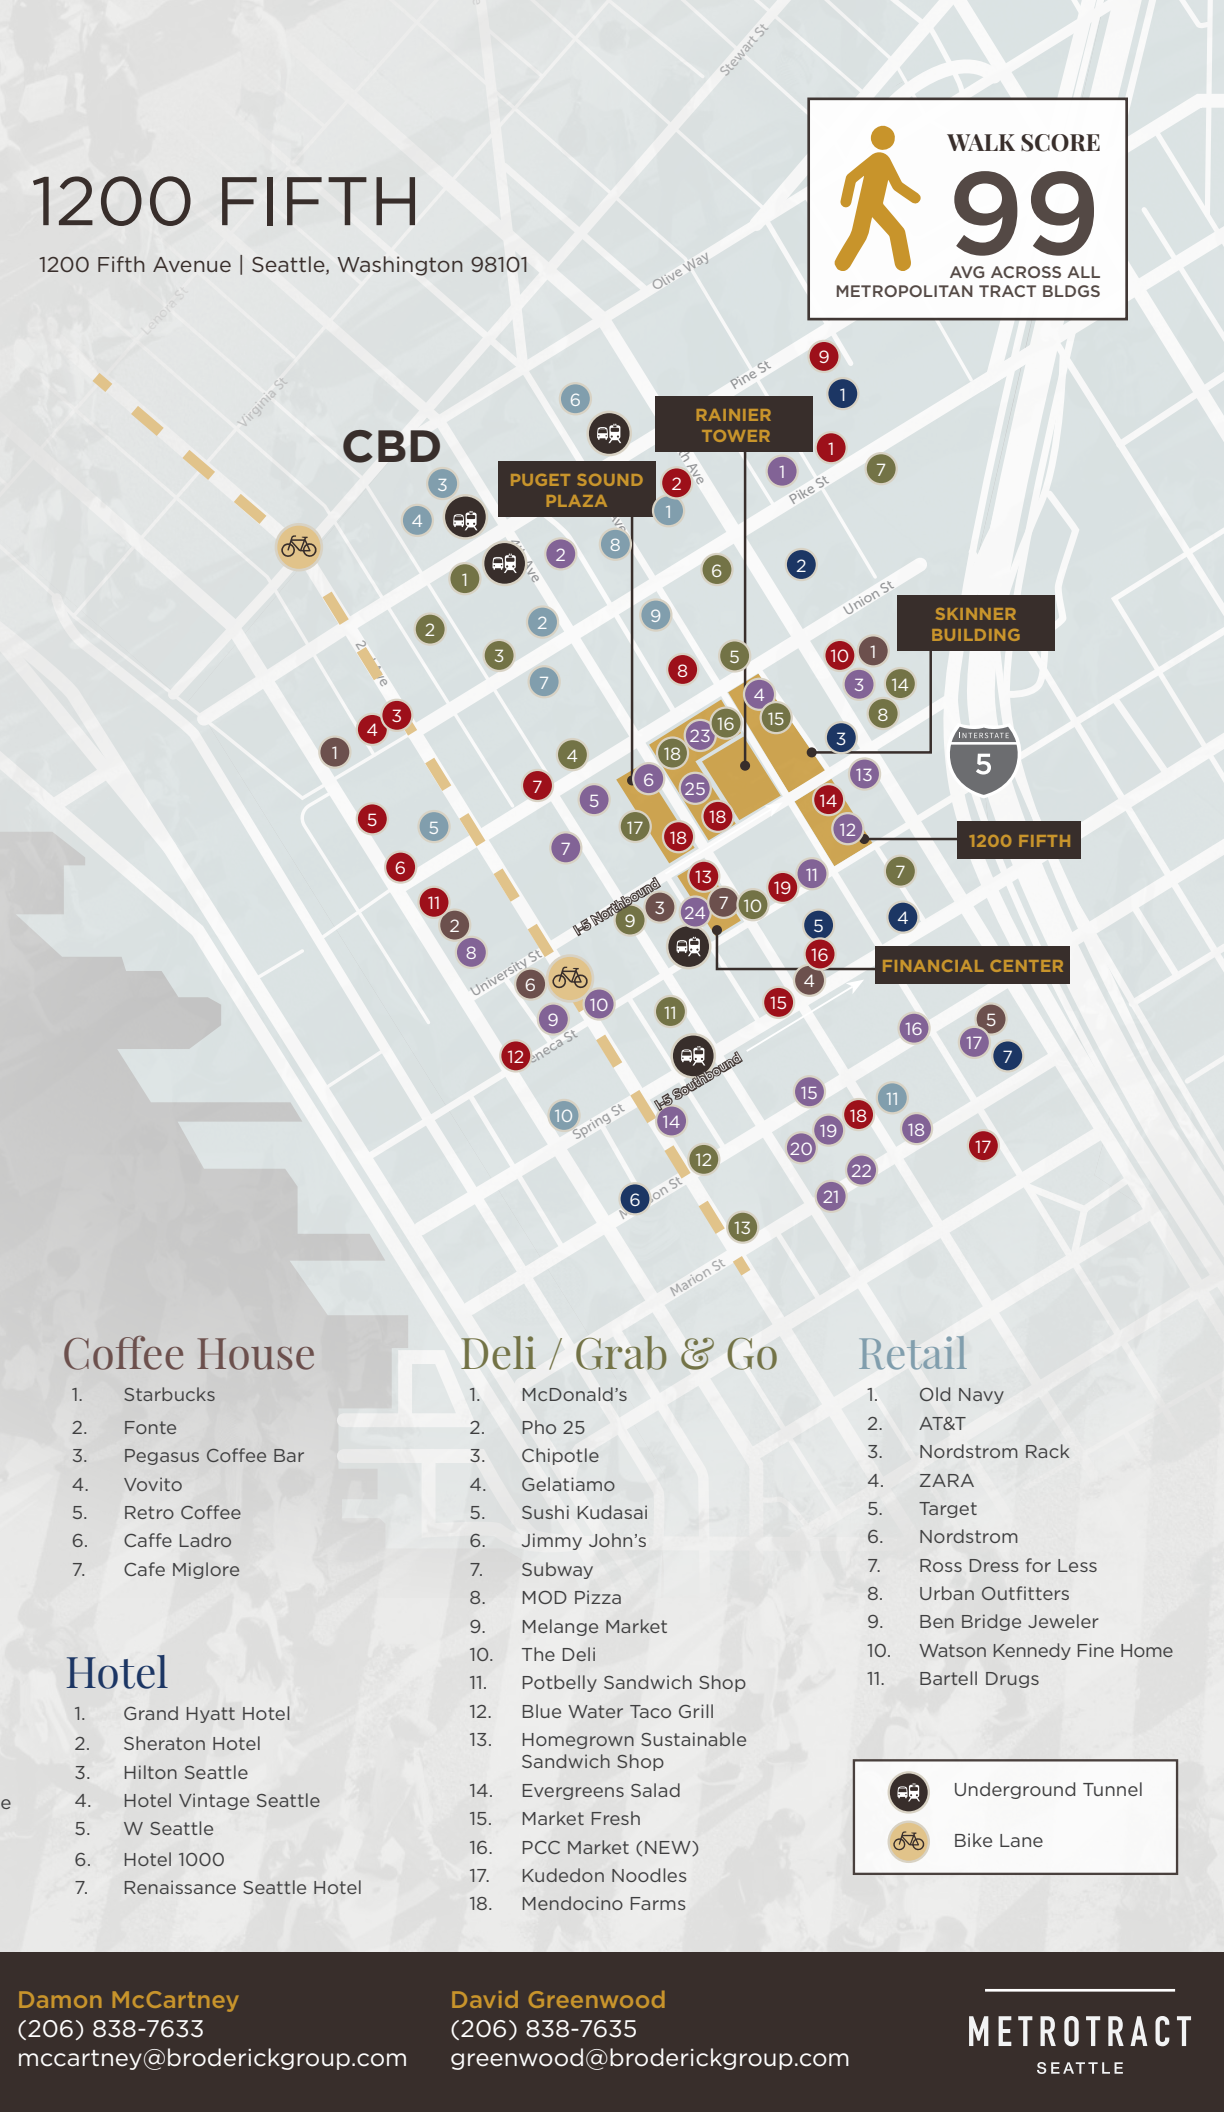 1200 FIFTH
1200 Fifth Avenue | Seattle, Washington 98101
WALK SCORE
99
AVG ACROSS ALL
METROPOLITAN TRACT BLDGS
Stewart St
Olive Way
Lenora St
Virginia St
Pine St
Pike St
Union St
University St
Spring St
Marion St
I-5 Northbound
I-5 Southbound
CBD
RAINIER
TOWER
PUGET SOUND
PLAZA
SKINNER
BUILDING
INTERSTATE
5
1200 FIFTH
FINANCIAL CENTER
Coffee House
1. Starbucks
2. Fonte
3. Pegasus Coffee Bar
4. Vovito
5. Retro Coffee
6. Caffe Ladro
7. Cafe Miglore
Hotel
1. Grand Hyatt Hotel
2. Sheraton Hotel
3. Hilton Seattle
4. Hotel Vintage Seattle
5. W Seattle
6. Hotel 1000
7. Renaissance Seattle Hotel
Deli / Grab & Go
1. McDonald's
2. Pho 25
3. Chipotle
4. Gelatiamo
5. Sushi Kudasai
6. Jimmy John's
7. Subway
8. MOD Pizza
9. Melange Market
10. The Deli
11. Potbelly Sandwich Shop
12. Blue Water Taco Grill
13. Homegrown Sustainable
Sandwich Shop
14. Evergreens Salad
15. Market Fresh
16. PCC Market (NEW)
17. Kudedon Noodles
18. Mendocino Farms
Retail
1. Old Navy
2. AT&T
3. Nordstrom Rack
4. ZARA
5. Target
6. Nordstrom
7. Ross Dress for Less
8. Urban Outfitters
9. Ben Bridge Jeweler
10. Watson Kennedy Fine Home
11. Bartell Drugs
Underground Tunnel
Bike Lane
Damon McCartney
(206) 838-7633
mccartney@broderickgroup.com
David Greenwood
(206) 838-7635
greenwood@broderickgroup.com
METROTRACT
SEATTLE